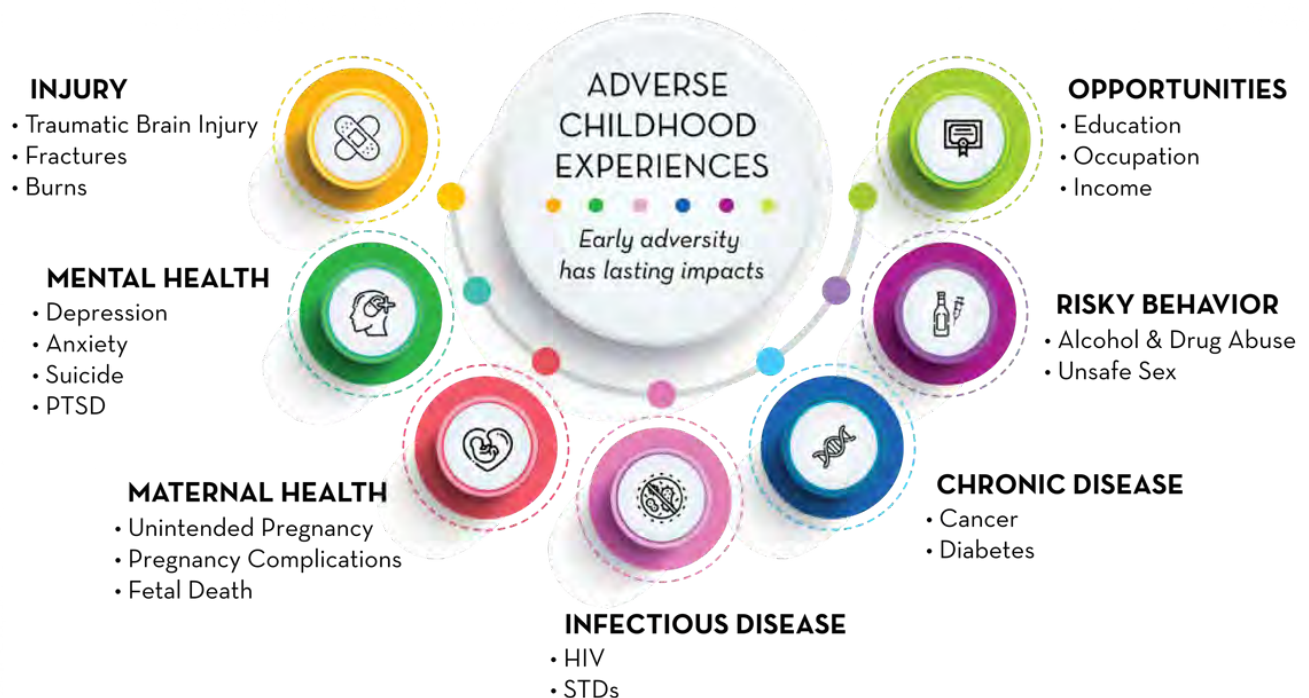 ADVERSE
CHILDHOOD
EXPERIENCES
Early adversity
has lasting impacts
INJURY
• Traumatic Brain Injury
• Fractures
• Burns
MENTAL HEALTH
• Depression
• Anxiety
• Suicide
• PTSD
MATERNAL HEALTH
• Unintended Pregnancy
• Pregnancy Complications
• Fetal Death
INFECTIOUS DISEASE
• HIV
• STDs
CHRONIC DISEASE
• Cancer
• Diabetes
RISKY BEHAVIOR
• Alcohol & Drug Abuse
• Unsafe Sex
OPPORTUNITIES
• Education
• Occupation
• Income